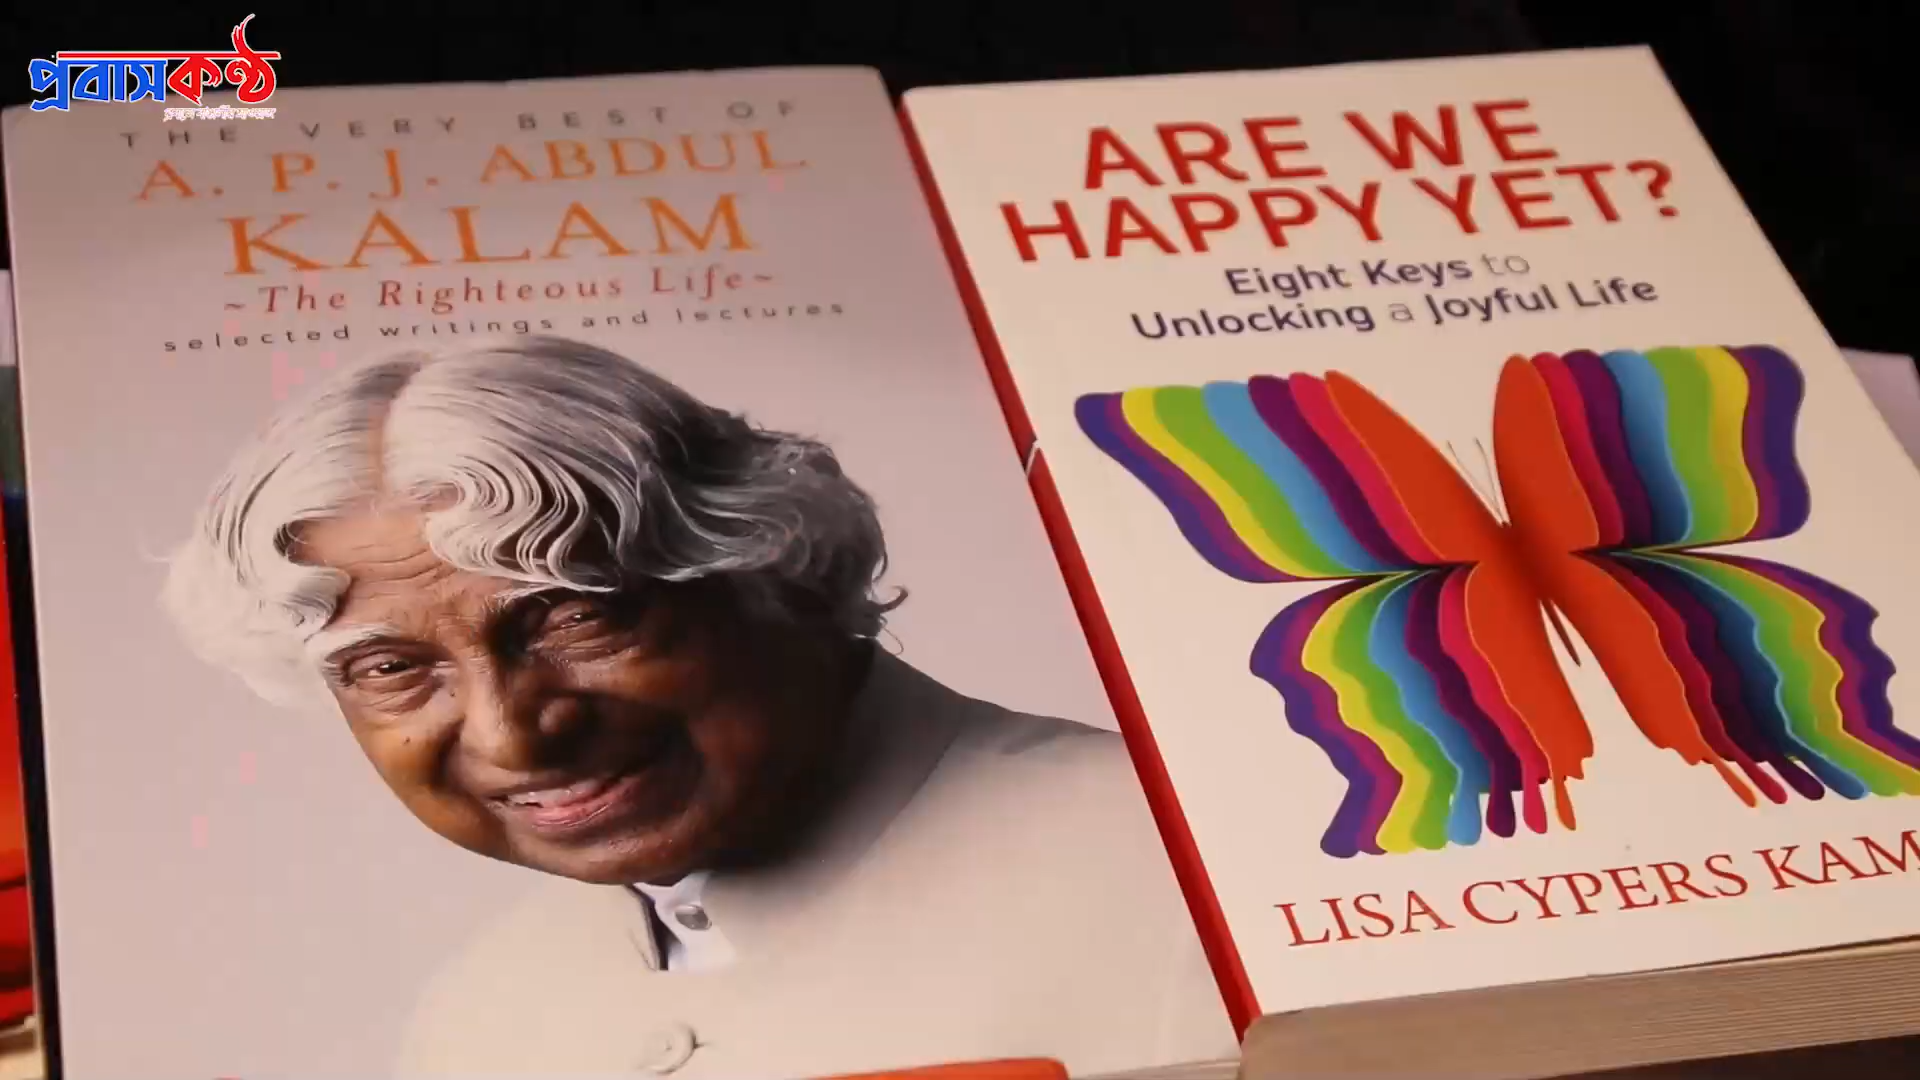 প্রবাসকণ্ঠ
THE VERY BEST OF
A. P. J. ABDUL
KALAM
~The Righteous Life~
selected writings and lectures
ARE WE
HAPPY YET?
Eight Keys to
Unlocking a Joyful Life
LISA CYPERS KAM